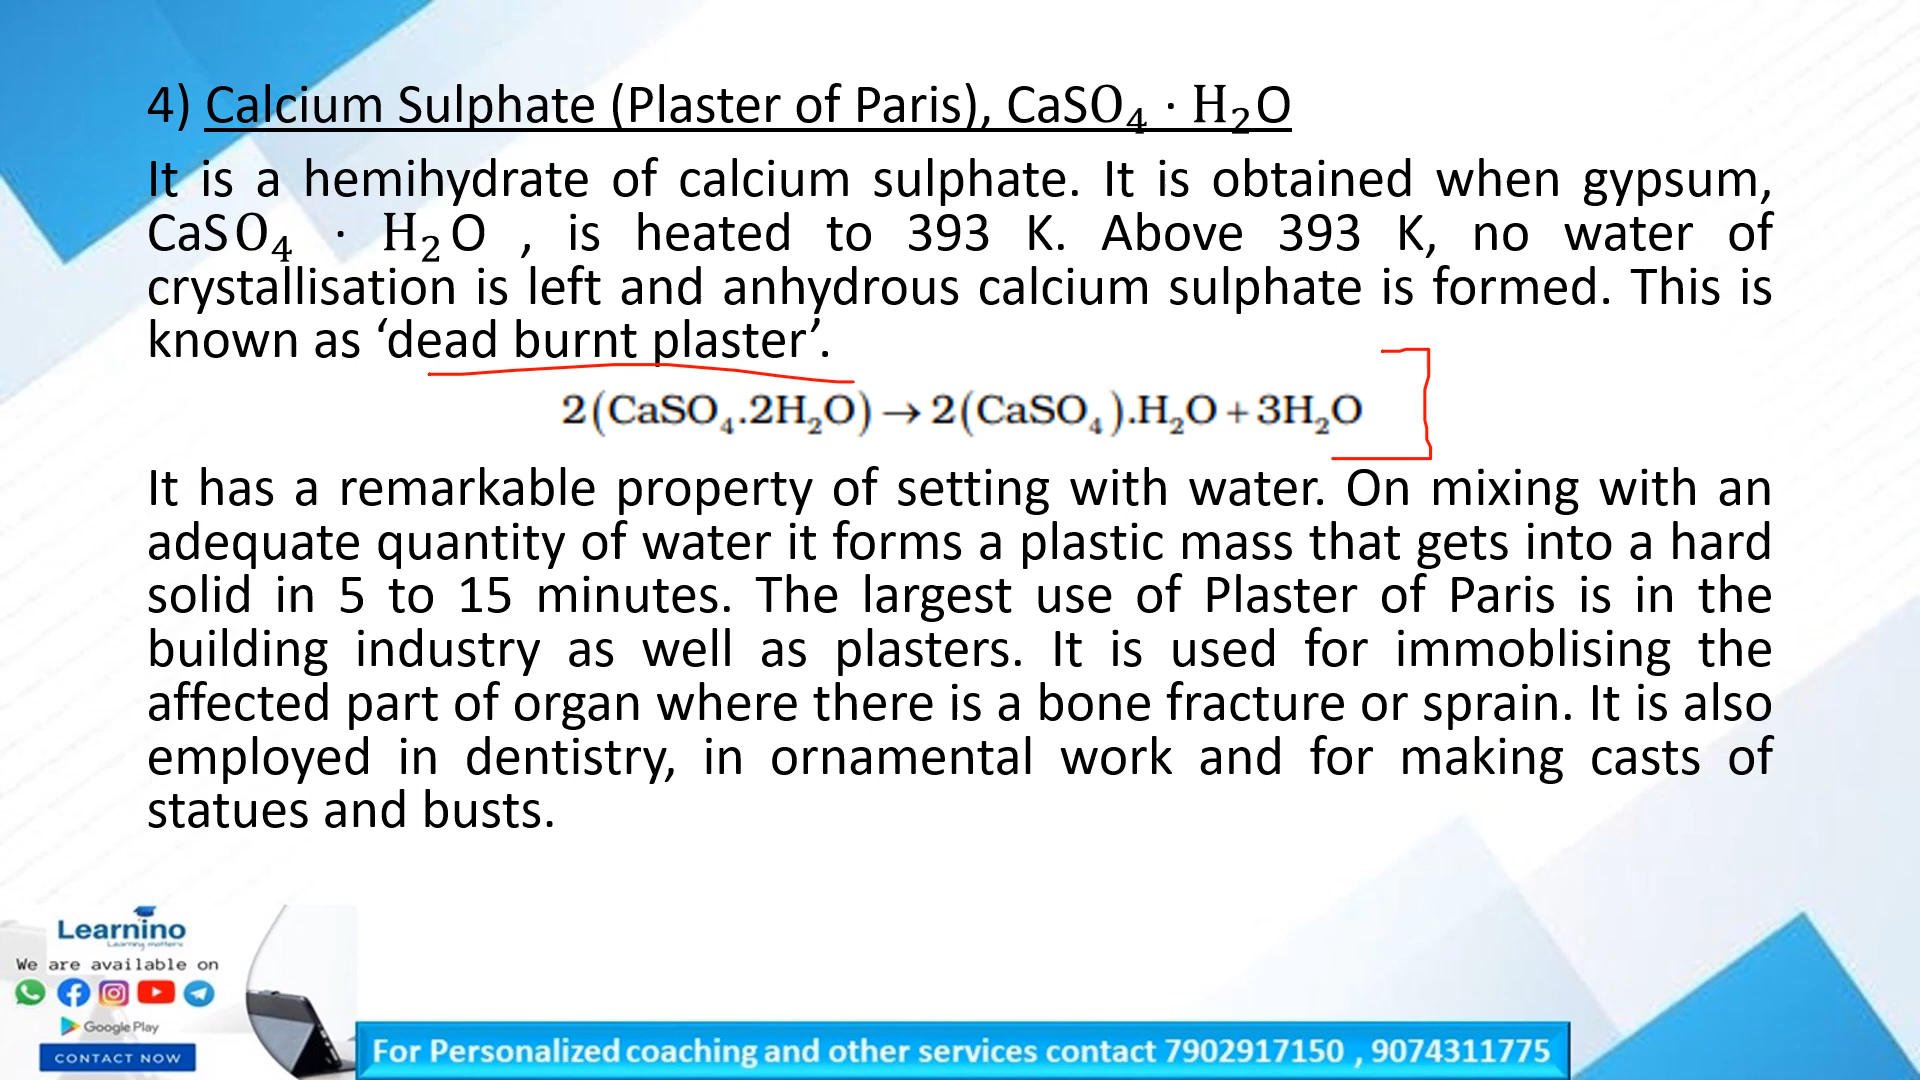 4) Calcium Sulphate (Plaster of Paris), CaSO₄ · H₂O
It is a hemihydrate of calcium sulphate. It is obtained when gypsum,
CaSO₄ · H₂O , is heated to 393 K. Above 393 K, no water of
crystallisation is left and anhydrous calcium sulphate is formed. This is
known as ‘dead burnt plaster’.
2(CaSO₄.2H₂O)→2(CaSO₄).H₂O+3H₂O
It has a remarkable property of setting with water. On mixing with an
adequate quantity of water it forms a plastic mass that gets into a hard
solid in 5 to 15 minutes. The largest use of Plaster of Paris is in the
building industry as well as plasters. It is used for immoblising the
affected part of organ where there is a bone fracture or sprain. It is also
employed in dentistry, in ornamental work and for making casts of
statues and busts.
Learnino
Learning matters
We are available on
Google Play
CONTACT NOW
For Personalized coaching and other services contact 7902917150 , 9074311775